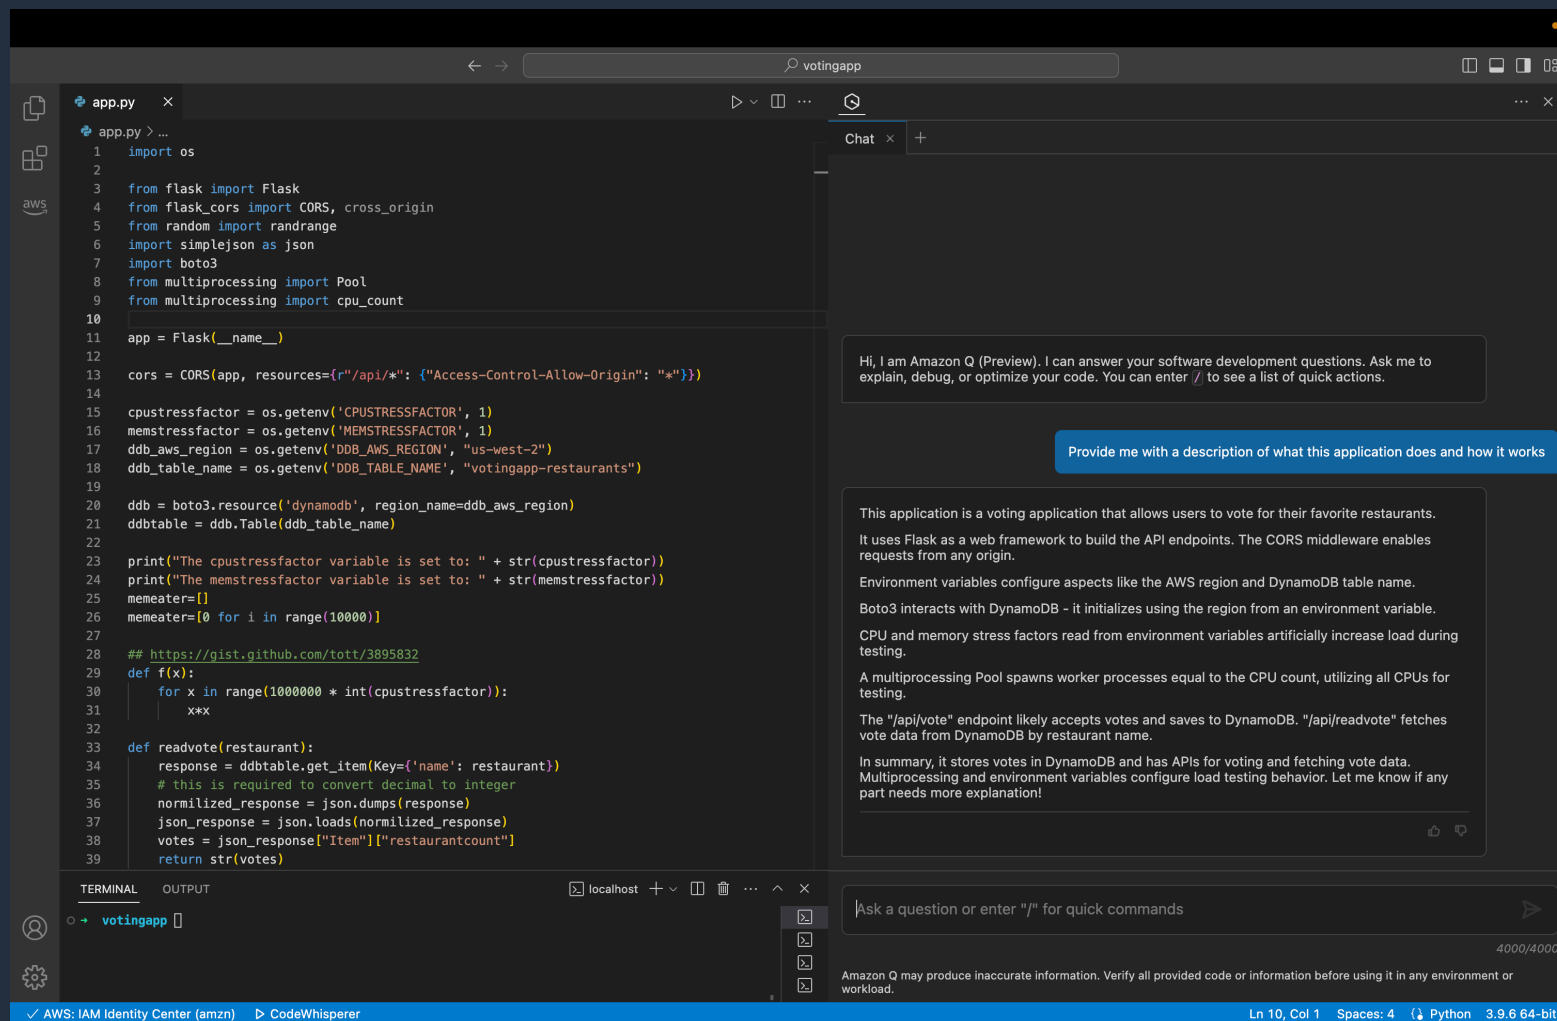 votingapp
app.py
app.py > ...
aws
1 import os
2
3 from flask import Flask
4 from flask_cors import CORS, cross_origin
5 from random import randrange
6 import simplejson as json
7 import boto3
8 from multiprocessing import Pool
9 from multiprocessing import cpu_count
10
11 app = Flask(__name__)
12
13 cors = CORS(app, resources={r"/api/*": {"Access-Control-Allow-Origin": "*"}})
14
15 cpustressfactor = os.getenv('CPUSTRESSFACTOR', 1)
16 memstressfactor = os.getenv('MEMSTRESSFACTOR', 1)
17 ddb_aws_region = os.getenv('DDB_AWS_REGION', "us-west-2")
18 ddb_table_name = os.getenv('DDB_TABLE_NAME', "votingapp-restaurants")
19
20 ddb = boto3.resource('dynamodb', region_name=ddb_aws_region)
21 ddbtable = ddb.Table(ddb_table_name)
22
23 print("The cpustressfactor variable is set to: " + str(cpustressfactor))
24 print("The memstressfactor variable is set to: " + str(memstressfactor))
25 memeater=[]
26 memeater=[0 for i in range(10000)]
27
28 ## https://gist.github.com/tott/3895832
29 def f(x):
30     for x in range(1000000 * int(cpustressfactor)):
31         x*x
32
33 def readvote(restaurant):
34     response = ddbtable.get_item(Key={'name': restaurant})
35     # this is required to convert decimal to integer
36     normilized_response = json.dumps(response)
37     json_response = json.loads(normilized_response)
38     votes = json_response["Item"]["restaurantcount"]
39     return str(votes)
TERMINAL OUTPUT localhost
votingapp
Chat
Hi, I am Amazon Q (Preview). I can answer your software development questions. Ask me to
explain, debug, or optimize your code. You can enter / to see a list of quick actions.
Provide me with a description of what this application does and how it works
This application is a voting application that allows users to vote for their favorite restaurants.
It uses Flask as a web framework to build the API endpoints. The CORS middleware enables
requests from any origin.
Environment variables configure aspects like the AWS region and DynamoDB table name.
Boto3 interacts with DynamoDB - it initializes using the region from an environment variable.
CPU and memory stress factors read from environment variables artificially increase load during
testing.
A multiprocessing Pool spawns worker processes equal to the CPU count, utilizing all CPUs for
testing.
The "/api/vote" endpoint likely accepts votes and saves to DynamoDB. "/api/readvote" fetches
vote data from DynamoDB by restaurant name.
In summary, it stores votes in DynamoDB and has APIs for voting and fetching vote data.
Multiprocessing and environment variables configure load testing behavior. Let me know if any
part needs more explanation!
Ask a question or enter "/" for quick commands
4000/4000
Amazon Q may produce inaccurate information. Verify all provided code or information before using it in any environment or
workload.
AWS: IAM Identity Center (amzn) CodeWhisperer Ln 10, Col 1 Spaces: 4 Python 3.9.6 64-bit